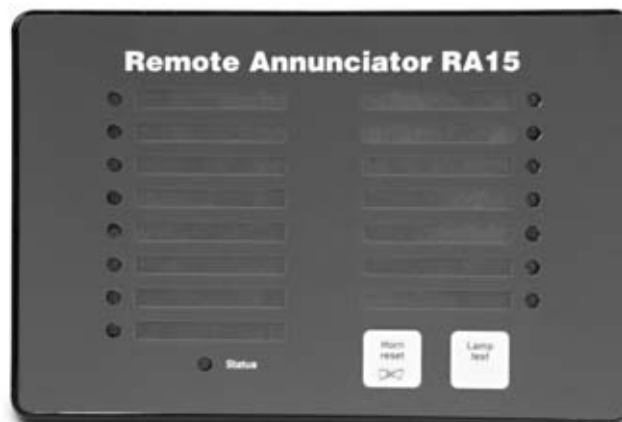 Remote Annunciator RA15
Horn
reset
Lamp
test
Status